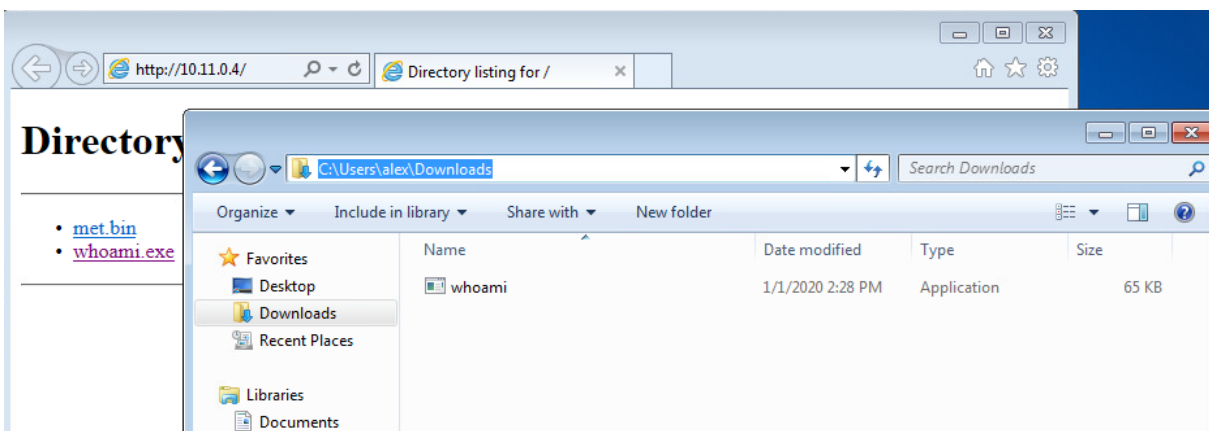 http://10.11.0.4/
Directory listing for /
Directory
met.bin
whoami.exe
C:\Users\alex\Downloads
Search Downloads
Organize
Include in library
Share with
New folder
Favorites
Desktop
Downloads
Recent Places
Libraries
Documents
Name Date modified Type Size
whoami 1/1/2020 2:28 PM Application 65 KB